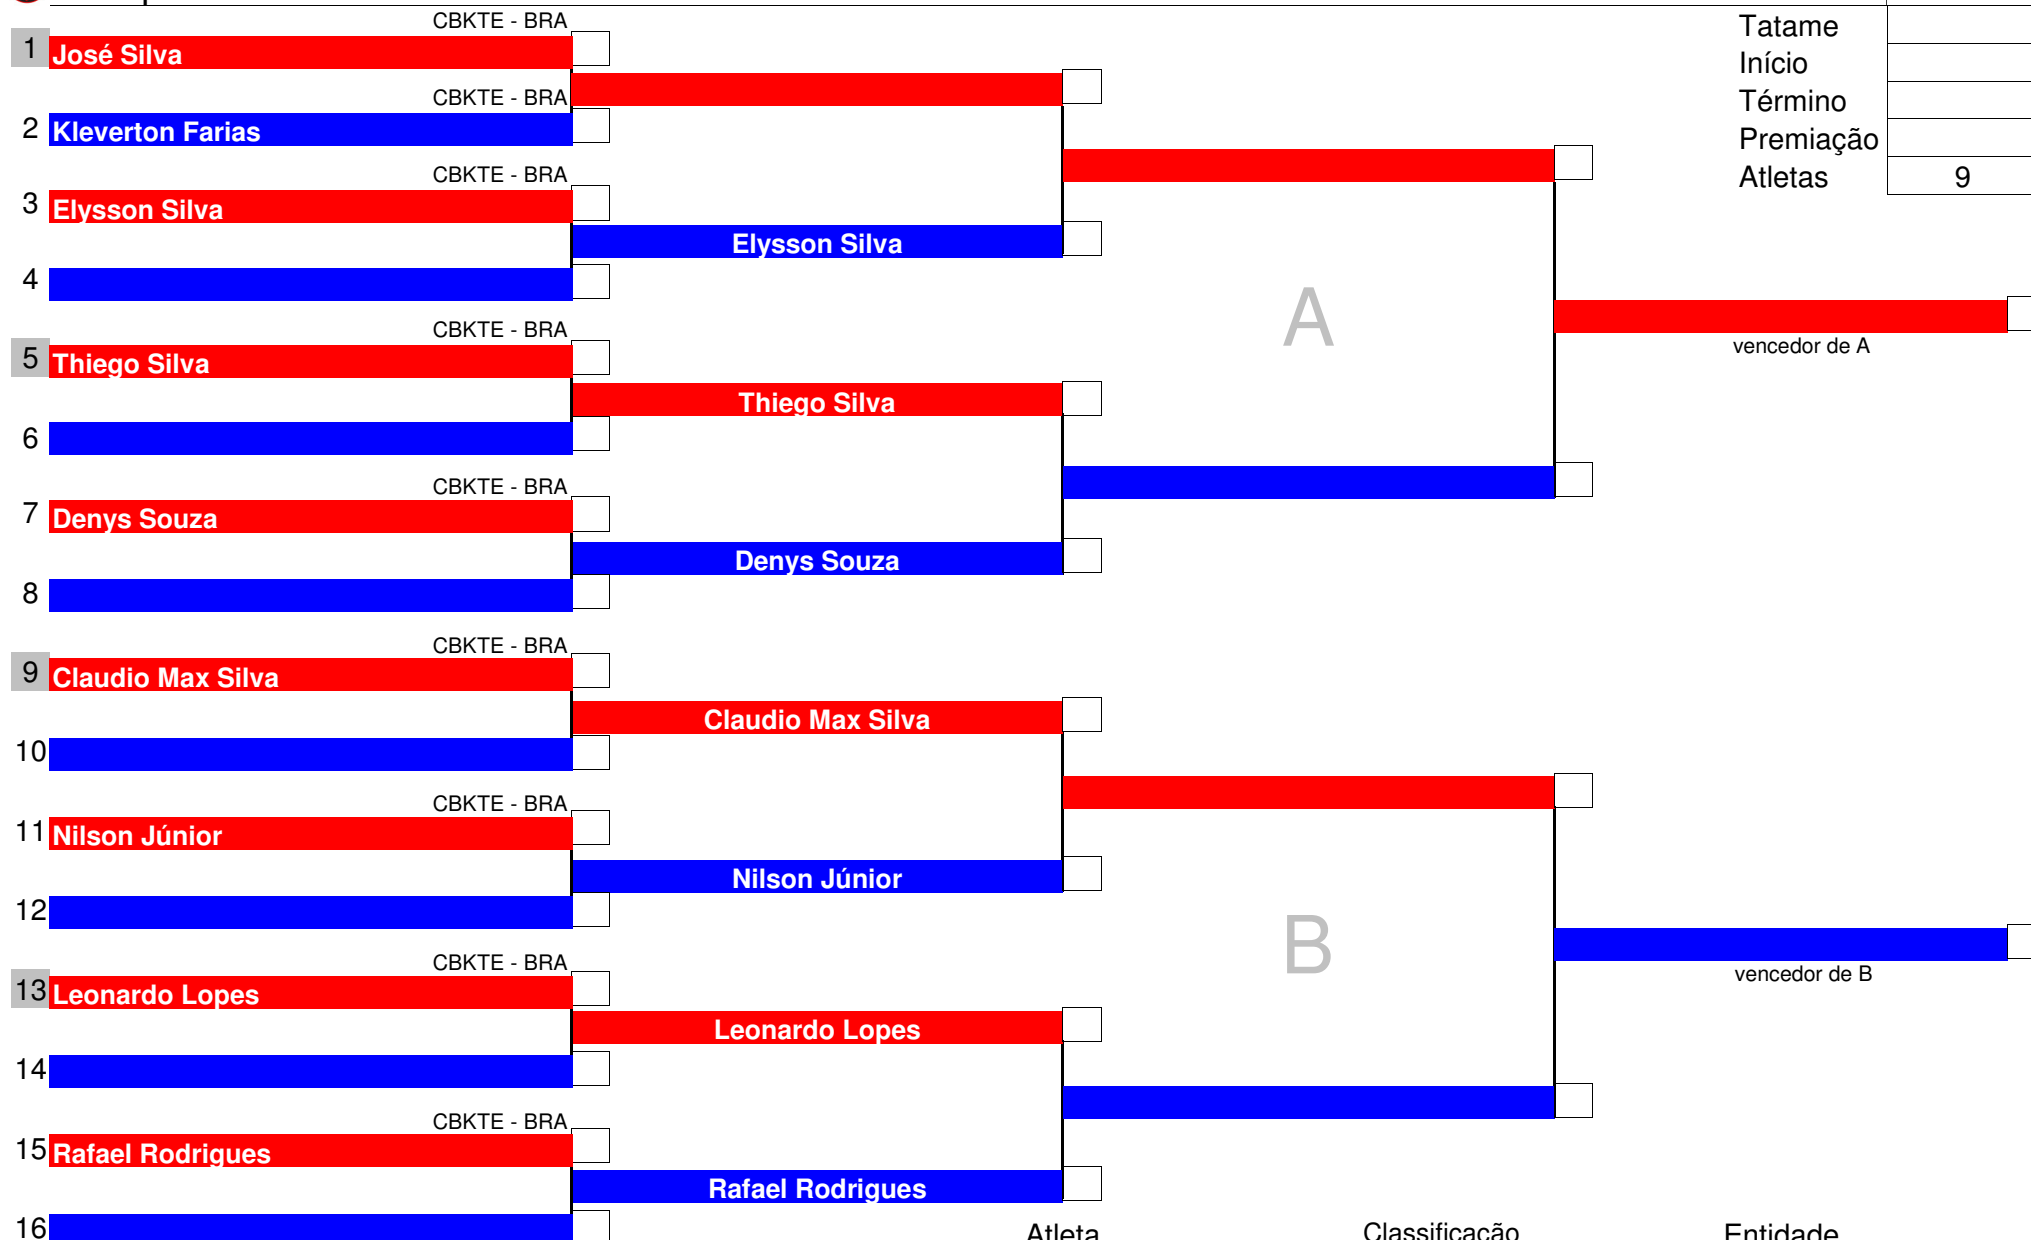 CBKTE - BRA
Tatame
1 José Silva
Início
CBKTE - BRA
Término
2 Kleverton Farias
Premiação
CBKTE - BRA
Atletas 9
3 Elysson Silva
Elysson Silva
4
A
CBKTE - BRA
vencedor de A
5 Thiego Silva
Thiego Silva
6
CBKTE - BRA
7 Denys Souza
Denys Souza
8
CBKTE - BRA
9 Claudio Max Silva
Claudio Max Silva
10
CBKTE - BRA
11 Nilson Júnior
Nilson Júnior
12
B
CBKTE - BRA
vencedor de B
13 Leonardo Lopes
Leonardo Lopes
14
CBKTE - BRA
15 Rafael Rodrigues
Rafael Rodrigues
16
Atleta Classificação Entidade